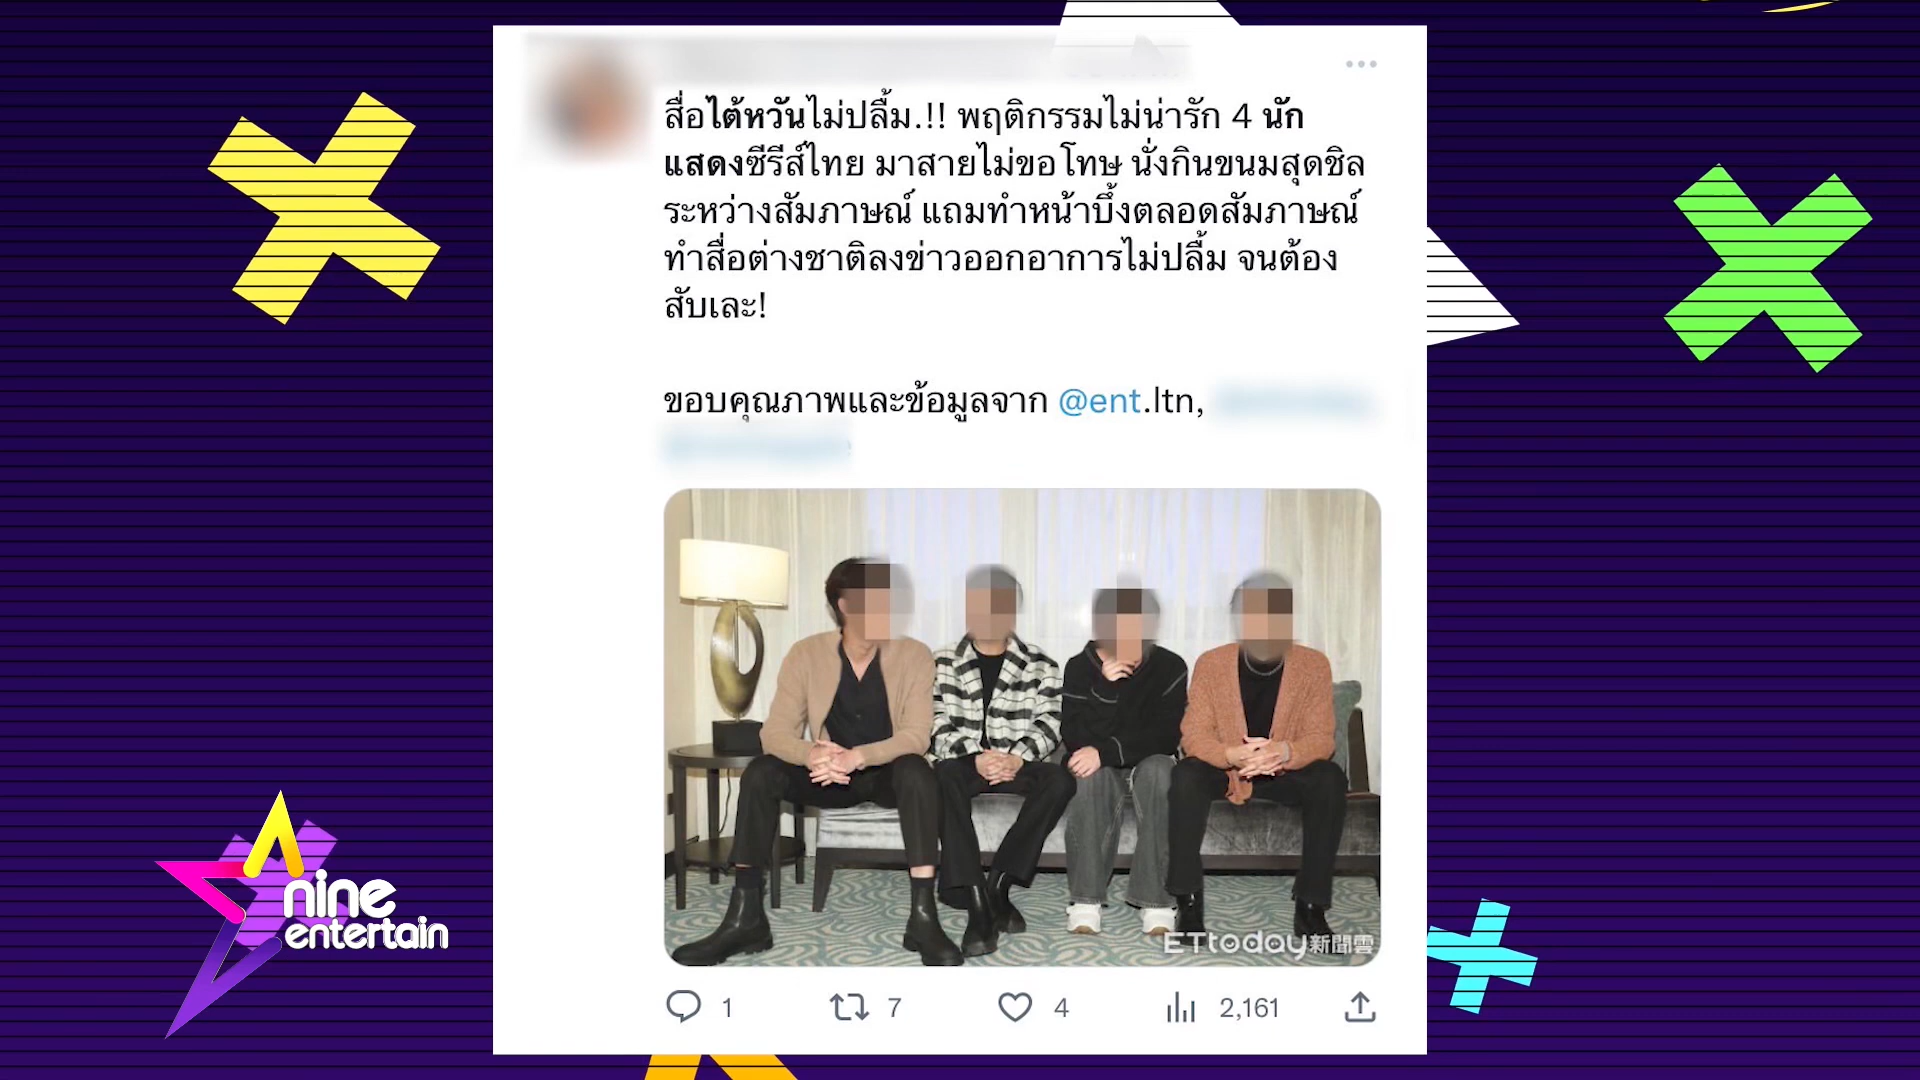 สื่อไต้หวันไม่ปลื้ม.!! พฤติกรรมไม่น่ารัก 4 นัก
แสดงซีรีส์ไทย มาสายไม่ขอโทษ นั่งกินขนมสุดชิล
ระหว่างสัมภาษณ์ แถมทำหน้าบึ้งตลอดสัมภาษณ์
ทำสื่อต่างชาติลงข่าวออกอาการไม่ปลื้ม จนต้อง
สับเละ!
ขอบคุณภาพและข้อมูลจาก @ent.ltn,
ETtoday新聞雲
1 7 4 2,161
nine
entertain